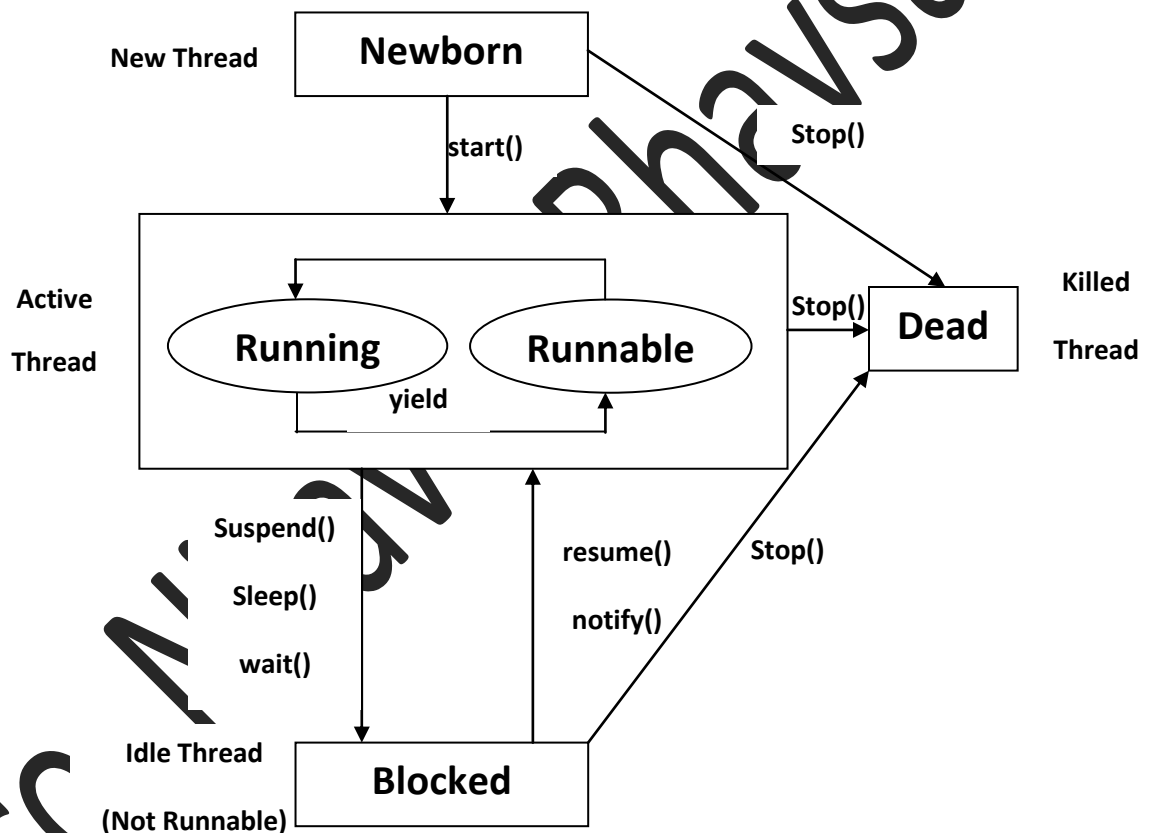 New Thread
Newborn
start()
Stop()
Active
Thread
Running
Runnable
yield
Stop()
Dead
Killed
Thread
Suspend()
Sleep()
wait()
resume()
notify()
Stop()
Idle Thread
(Not Runnable)
Blocked